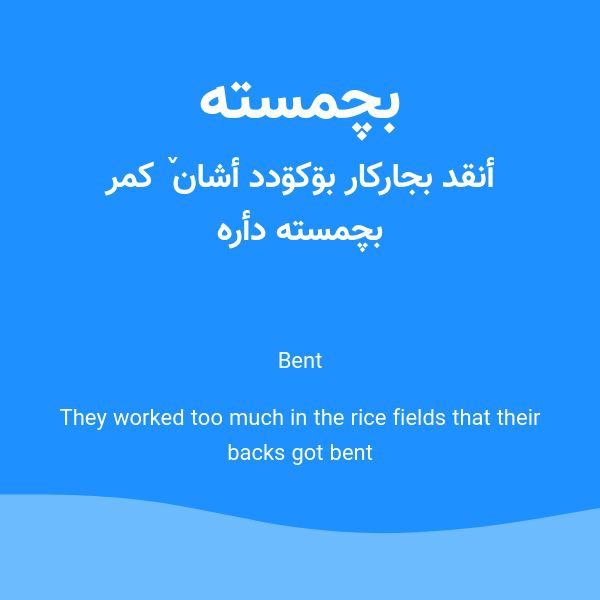 بچمسته
أنقد بجارکار بۊکۊدد أشان ٚ کمر
بچمسته دأره
Bent
They worked too much in the rice fields that their
backs got bent